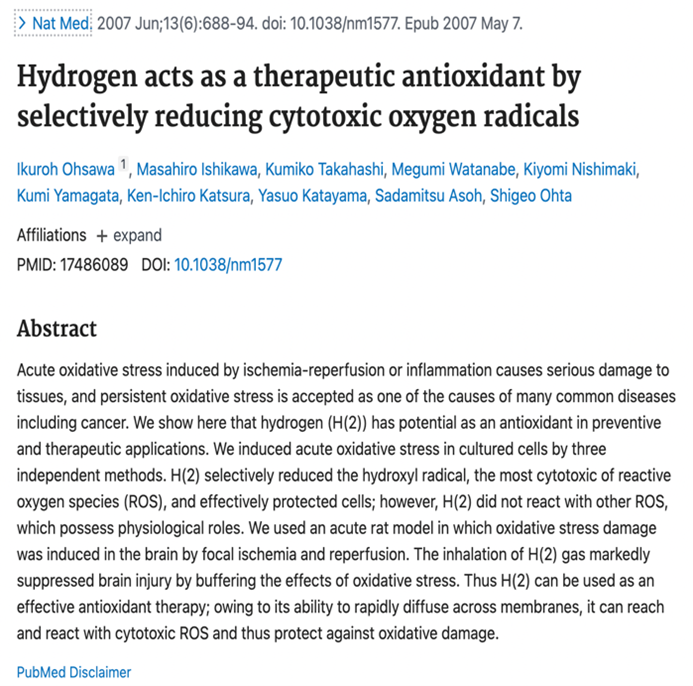 > Nat Med. 2007 Jun;13(6):688-94. doi: 10.1038/nm1577. Epub 2007 May 7.
Hydrogen acts as a therapeutic antioxidant by
selectively reducing cytotoxic oxygen radicals
Ikuroh Ohsawa 1, Masahiro Ishikawa, Kumiko Takahashi, Megumi Watanabe, Kiyomi Nishimaki,
Kumi Yamagata, Ken-Ichiro Katsura, Yasuo Katayama, Sadamitsu Asoh, Shigeo Ohta
Affiliations + expand
PMID: 17486089 DOI: 10.1038/nm1577
Abstract
Acute oxidative stress induced by ischemia-reperfusion or inflammation causes serious damage to
tissues, and persistent oxidative stress is accepted as one of the causes of many common diseases
including cancer. We show here that hydrogen (H(2)) has potential as an antioxidant in preventive
and therapeutic applications. We induced acute oxidative stress in cultured cells by three
independent methods. H(2) selectively reduced the hydroxyl radical, the most cytotoxic of reactive
oxygen species (ROS), and effectively protected cells; however, H(2) did not react with other ROS,
which possess physiological roles. We used an acute rat model in which oxidative stress damage
was induced in the brain by focal ischemia and reperfusion. The inhalation of H(2) gas markedly
suppressed brain injury by buffering the effects of oxidative stress. Thus H(2) can be used as an
effective antioxidant therapy; owing to its ability to rapidly diffuse across membranes, it can reach
and react with cytotoxic ROS and thus protect against oxidative damage.
PubMed Disclaimer